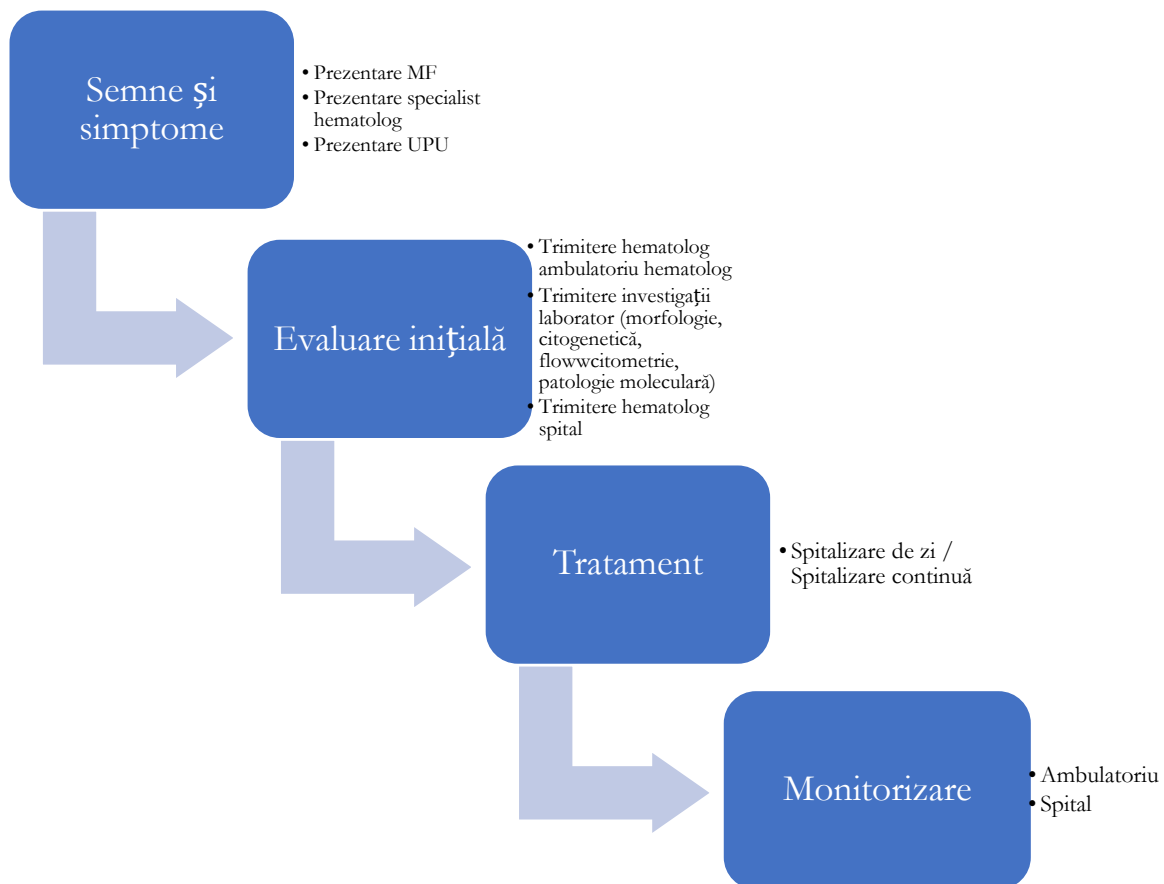 Semne și
simptome
• Prezentare MF
• Prezentare specialist
hematolog
• Prezentare UPU
Evaluare inițială
• Trimitere hematolog
ambulatoriu hematolog
• Trimitere investigații
laborator (morfologie,
citogenetică,
flowwcitometrie,
patologie moleculară)
• Trimitere hematolog
spital
Tratament
• Spitalizare de zi /
Spitalizare continuă
Monitorizare
• Ambulatoriu
• Spital